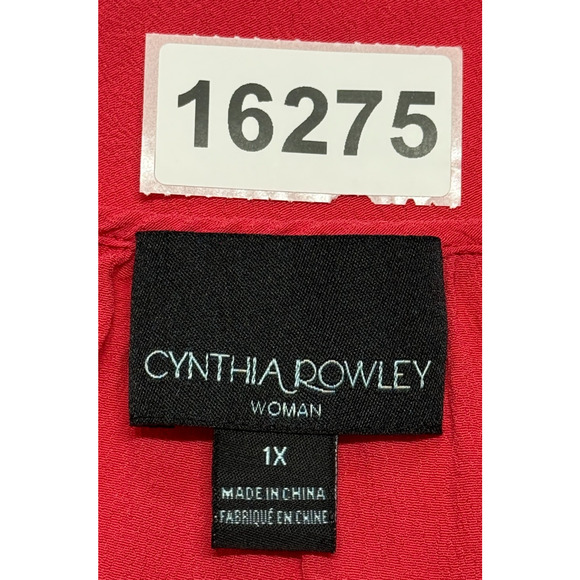 16275
CYNTHIA ROWLEY
WOMAN
1X
MADE IN CHINA
FABRIQUÉ EN CHINE